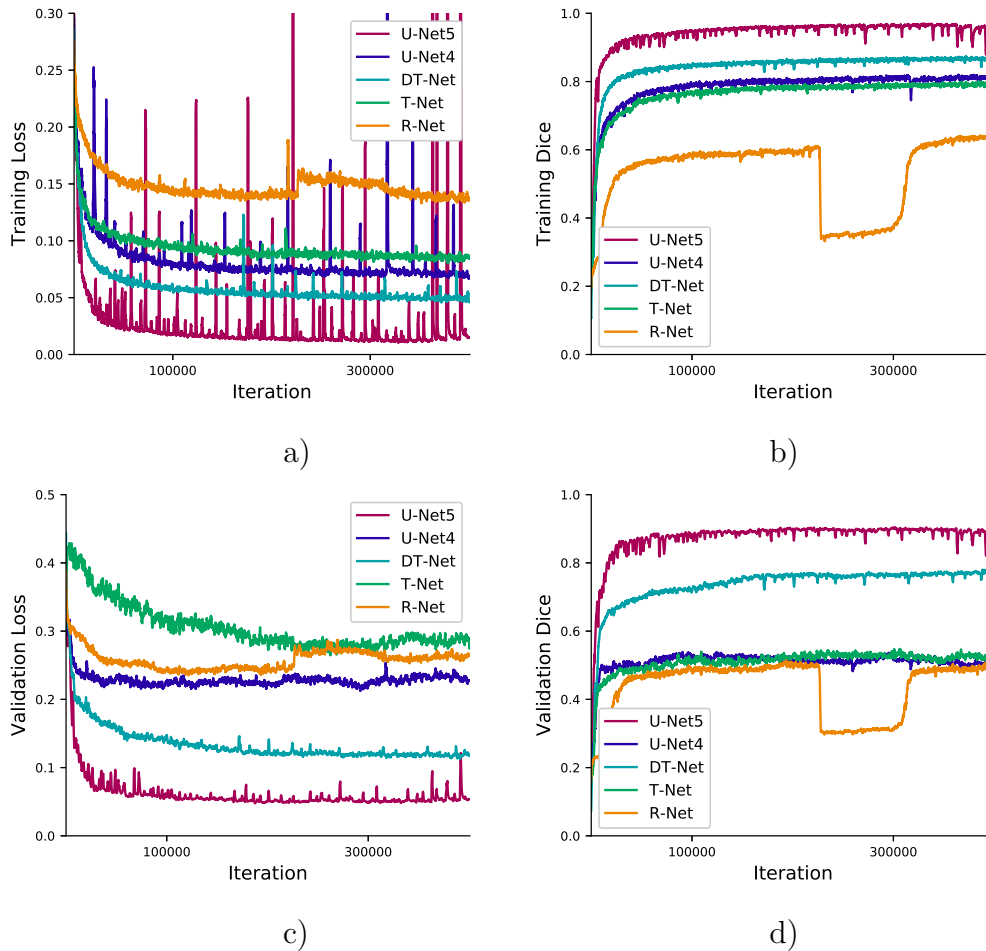 0.30
0.25
0.20
0.15
0.10
0.05
0.00
Training Loss
100000
300000
Iteration
U-Net5
U-Net4
DT-Net
T-Net
R-Net
a)
1.0
0.8
0.6
0.4
0.2
0.0
Training Dice
100000
300000
Iteration
U-Net5
U-Net4
DT-Net
T-Net
R-Net
b)
0.5
0.4
0.3
0.2
0.1
0.0
Validation Loss
100000
300000
Iteration
U-Net5
U-Net4
DT-Net
T-Net
R-Net
c)
1.0
0.8
0.6
0.4
0.2
0.0
Validation Dice
100000
300000
Iteration
U-Net5
U-Net4
DT-Net
T-Net
R-Net
d)